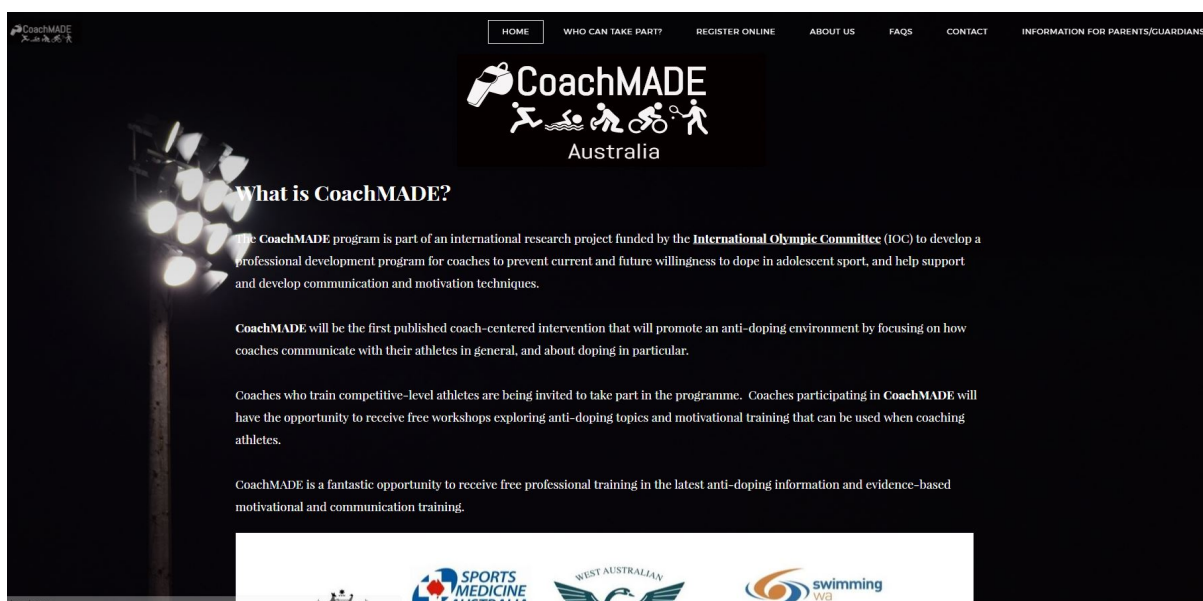 CoachMADE
HOME
WHO CAN TAKE PART?
REGISTER ONLINE
ABOUT US
FAQS
CONTACT
INFORMATION FOR PARENTS/GUARDIANS
CoachMADE
Australia
What is CoachMADE?
The CoachMADE program is part of an international research project funded by the International Olympic Committee (IOC) to develop a
professional development program for coaches to prevent current and future willingness to dope in adolescent sport, and help support
and develop communication and motivation techniques.
CoachMADE will be the first published coach-centered intervention that will promote an anti-doping environment by focusing on how
coaches communicate with their athletes in general, and about doping in particular.
Coaches who train competitive-level athletes are being invited to take part in the programme. Coaches participating in CoachMADE will
have the opportunity to receive free workshops exploring anti-doping topics and motivational training that can be used when coaching
athletes.
CoachMADE is a fantastic opportunity to receive free professional training in the latest anti-doping information and evidence-based
motivational and communication training.
SPORTS
MEDICINE
AUSTRALIA
WEST AUSTRALIAN
swimming
wa